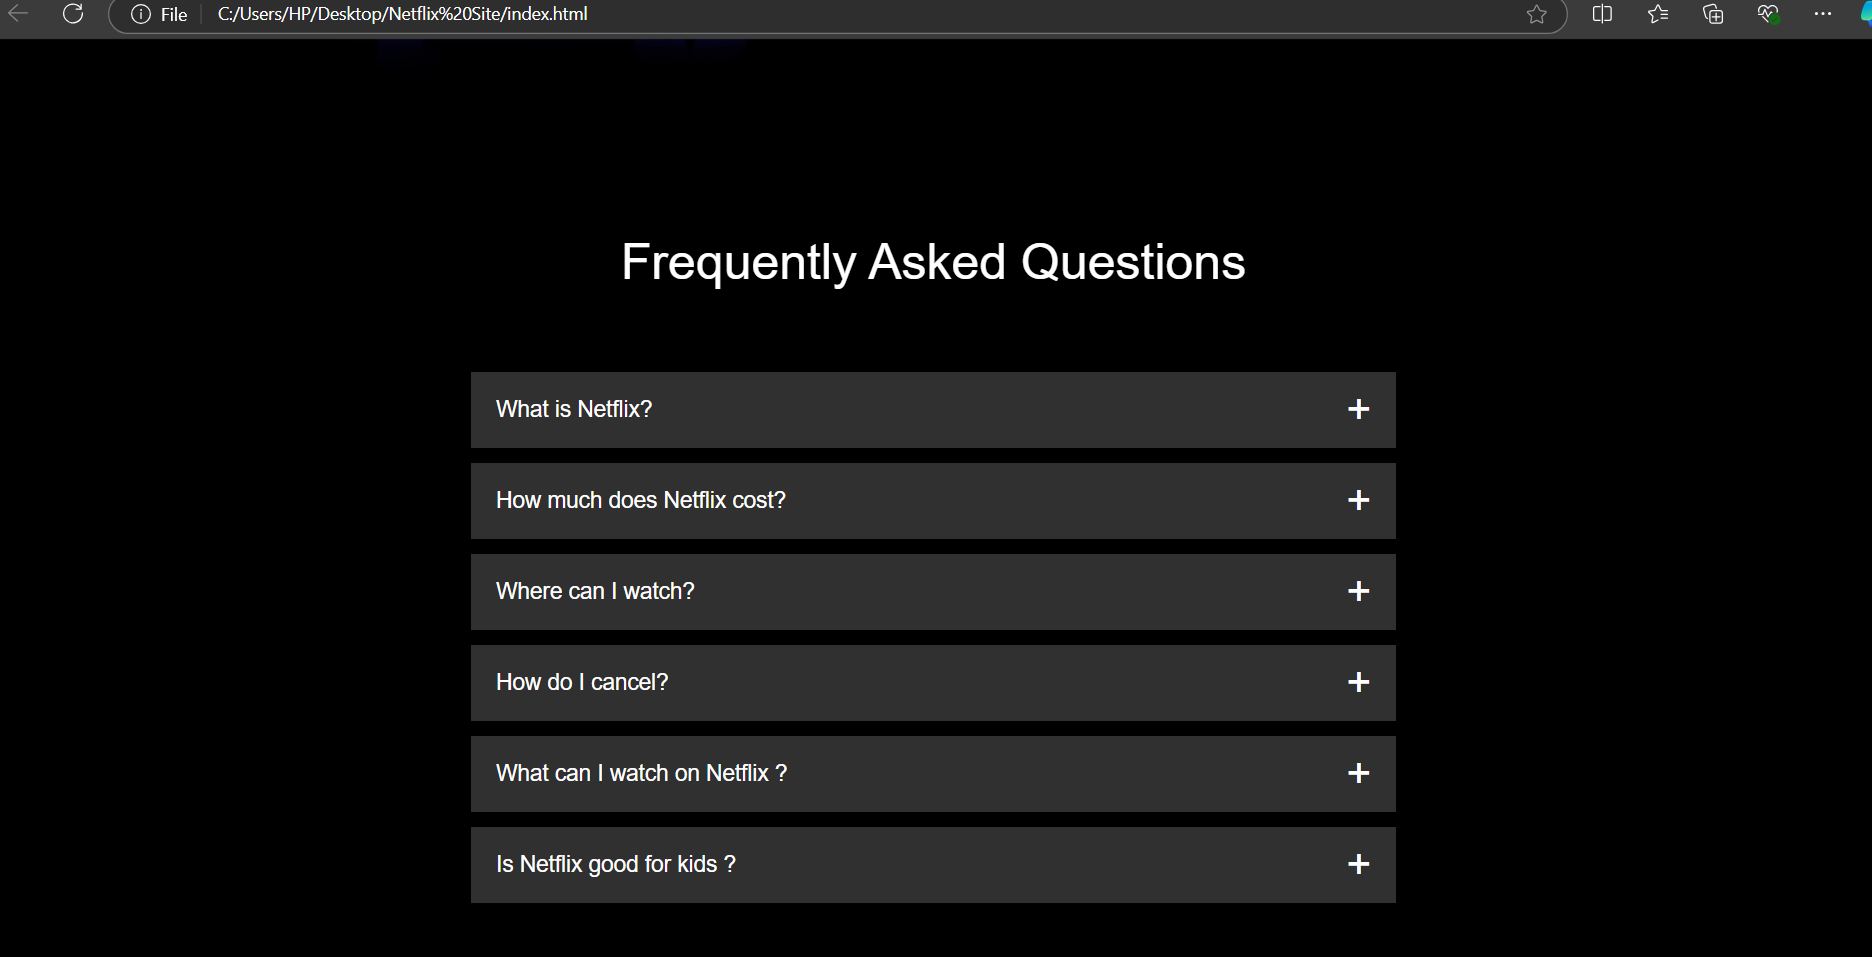 File C:/Users/HP/Desktop/Netflix%20Site/index.html
Frequently Asked Questions
What is Netflix? +
How much does Netflix cost? +
Where can I watch? +
How do I cancel? +
What can I watch on Netflix ? +
Is Netflix good for kids ? +